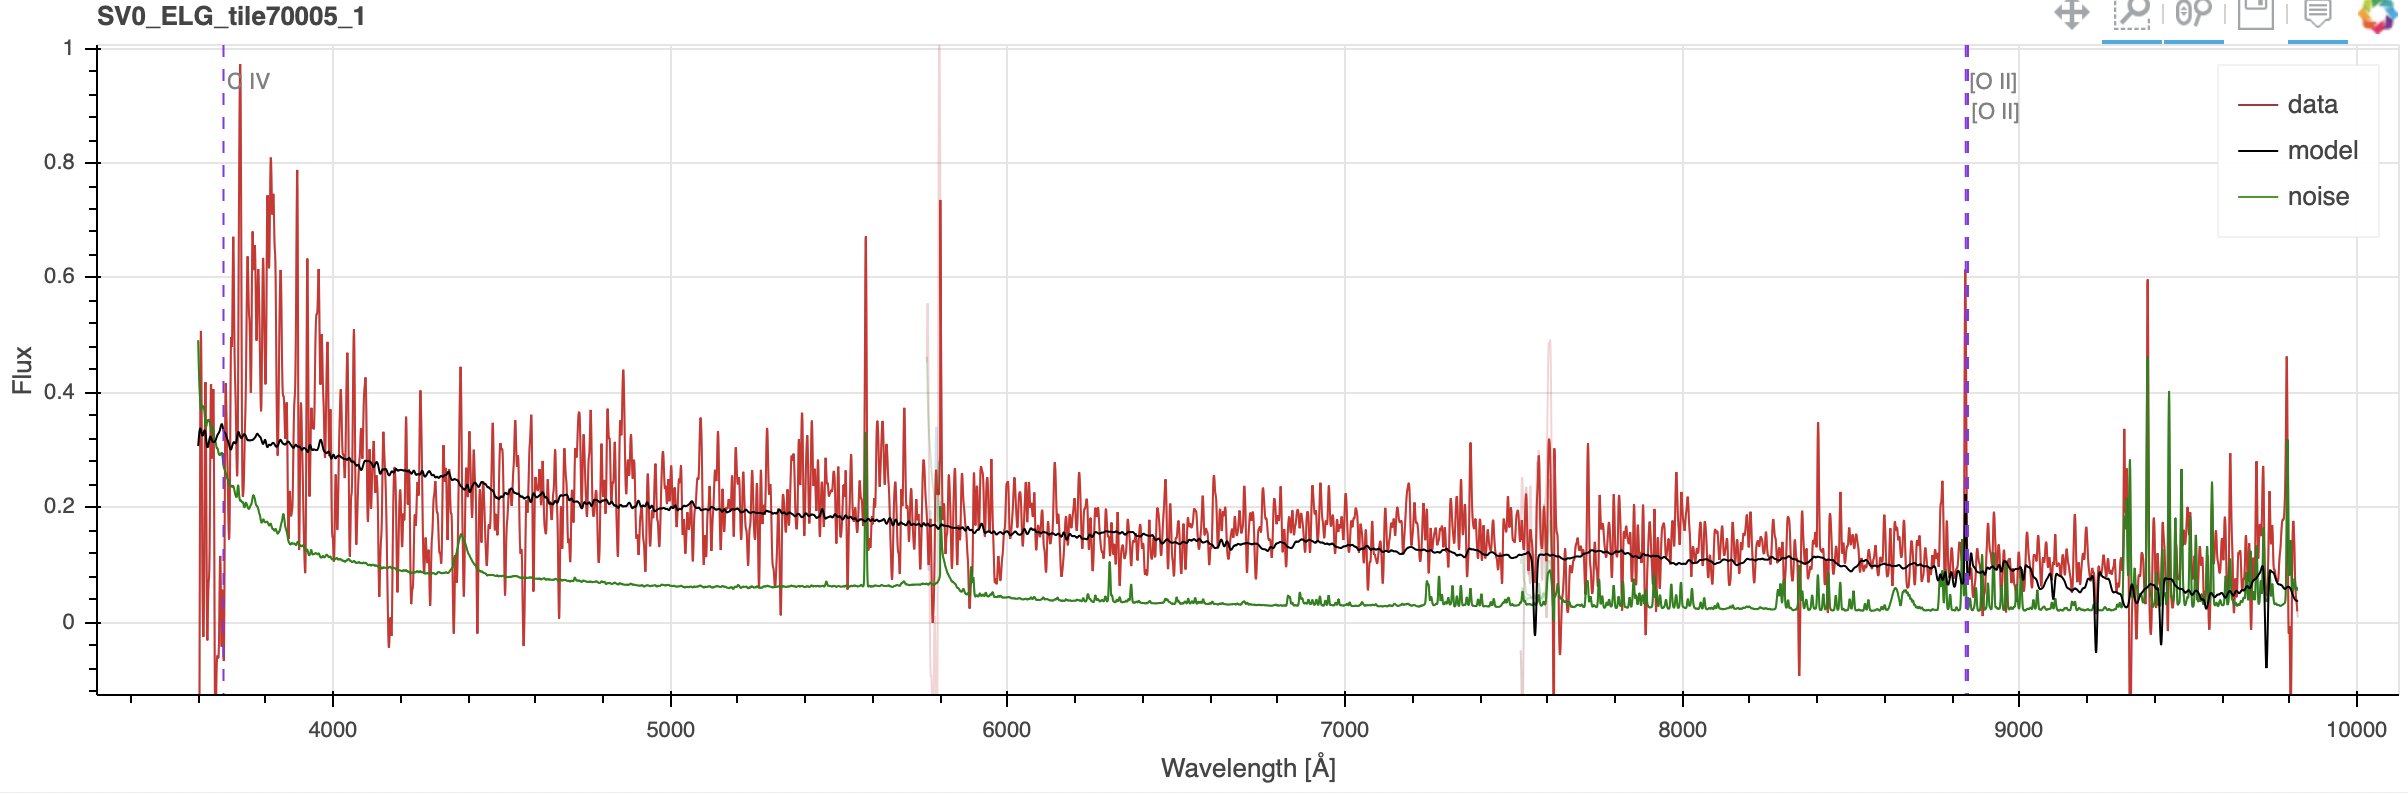 SV0_ELG_tile70005_1
1
0.8
0.6
0.4
0.2
0
Flux
O IV
[O II]
[O II]
data
model
noise
4000
5000
6000
7000
8000
9000
10000
Wavelength [Å]